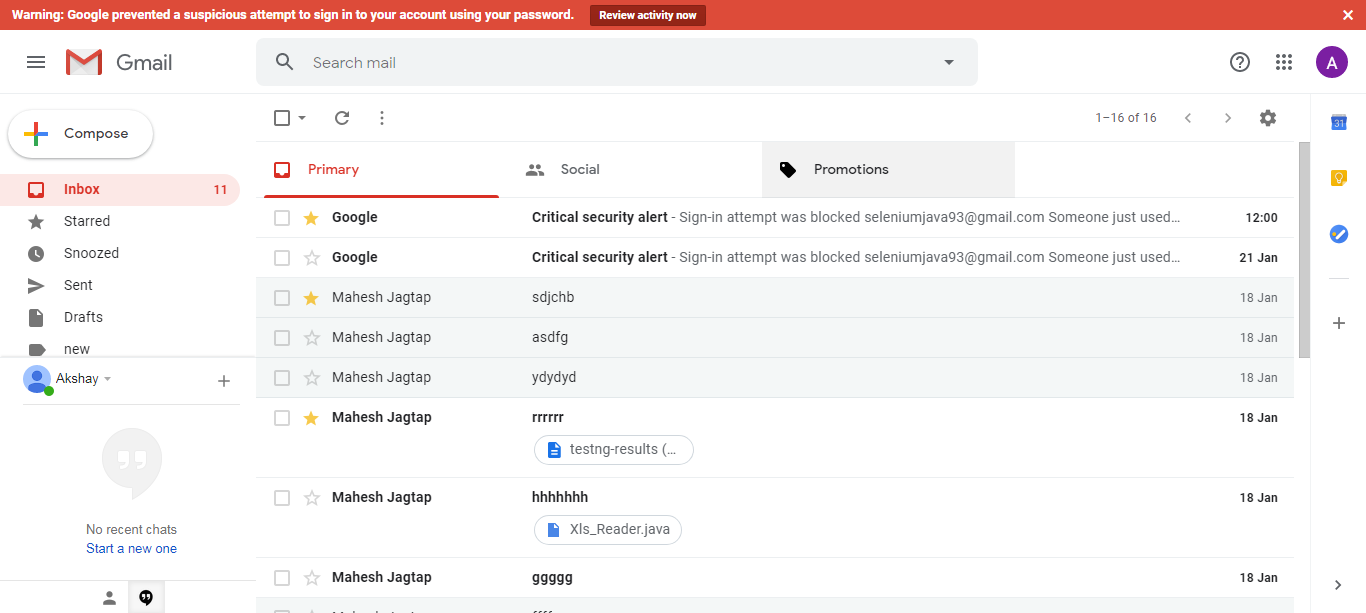 Warning: Google prevented a suspicious attempt to sign in to your account using your password. Review activity now
Gmail
Search mail
A
Compose
1–16 of 16
31
Primary Social Promotions
Inbox 11
Starred
Snoozed
Sent
Drafts
new
Google Critical security alert - Sign-in attempt was blocked seleniumjava93@gmail.com Someone just used… 12:00
Google Critical security alert - Sign-in attempt was blocked seleniumjava93@gmail.com Someone just used… 21 Jan
Mahesh Jagtap sdjchb 18 Jan
Mahesh Jagtap asdfg 18 Jan
Mahesh Jagtap ydydyd 18 Jan
Mahesh Jagtap rrrrrr 18 Jan
testng-results (…
Mahesh Jagtap hhhhhhh 18 Jan
Xls_Reader.java
Mahesh Jagtap ggggg 18 Jan
Akshay
No recent chats
Start a new one